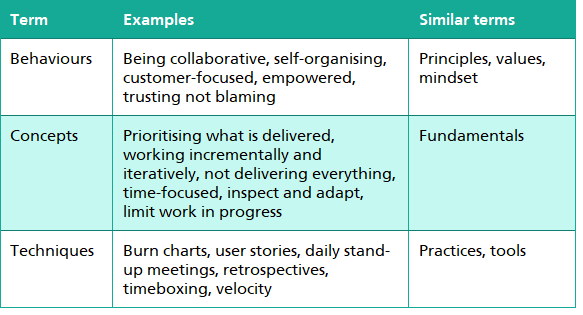 Term Examples Similar terms
Behaviours Being collaborative, self-organising, Principles, values,
customer-focused, empowered, mindset
trusting not blaming
Concepts Prioritising what is delivered, Fundamentals
working incrementally and
iteratively, not delivering everything,
time-focused, inspect and adapt,
limit work in progress
Techniques Burn charts, user stories, daily stand- Practices, tools
up meetings, retrospectives,
timeboxing, velocity